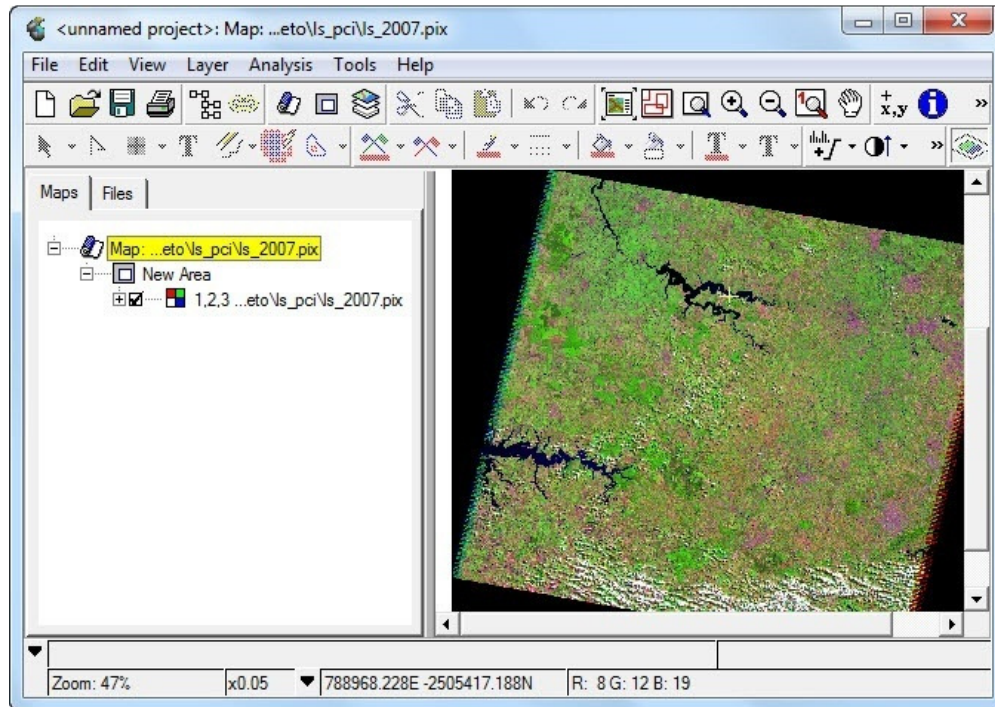 <unnamed project>: Map: ...eto\ls_pci\ls_2007.pix
File Edit View Layer Analysis Tools Help
+ x,y
Maps Files
Map: ...eto\ls_pci\ls_2007.pix
New Area
1,2,3 ...eto\ls_pci\ls_2007.pix
Zoom: 47% x0.05 788968.228E -2505417.188N R: 8 G: 12 B: 19